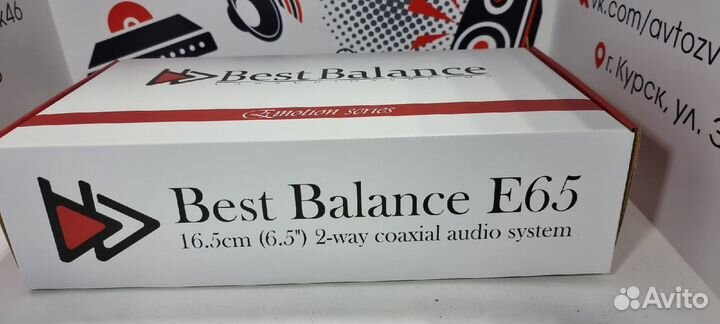 k46
vk.com/avtozv
г. Курск, ул. З
Best Balance
Emotion series
Best Balance E65
16.5cm (6.5") 2-way coaxial audio system
Avito